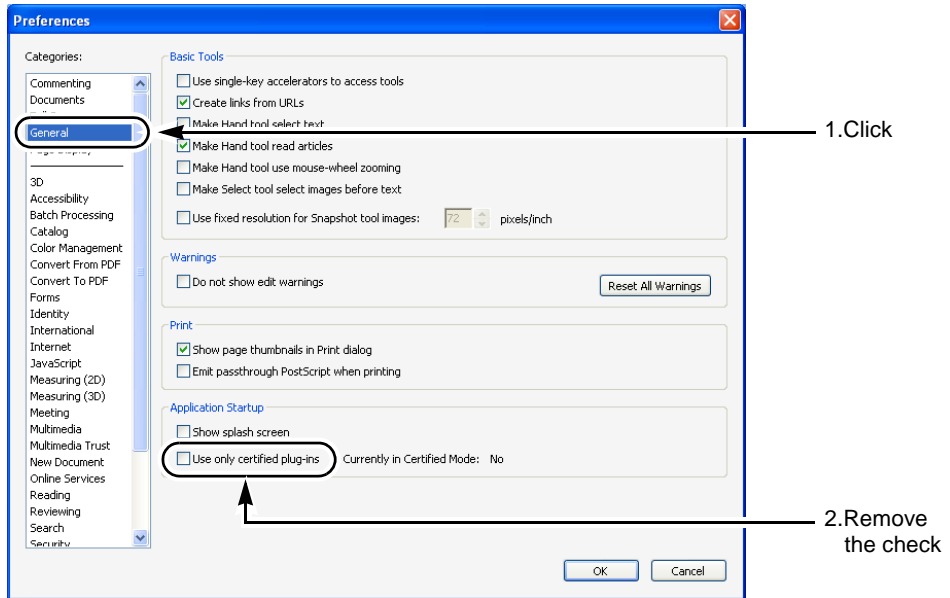 Preferences
Categories:
Commenting
Documents
General
3D
Accessibility
Batch Processing
Catalog
Color Management
Convert From PDF
Convert To PDF
Forms
Identity
International
Internet
JavaScript
Measuring (2D)
Measuring (3D)
Meeting
Multimedia
Multimedia Trust
New Document
Online Services
Reading
Reviewing
Search
Security
Basic Tools
Use single-key accelerators to access tools
Create links from URLs
Make Hand tool select text
Make Hand tool read articles
Make Hand tool use mouse-wheel zooming
Make Select tool select images before text
Use fixed resolution for Snapshot tool images: 72 pixels/inch
Warnings
Do not show edit warnings
Reset All Warnings
Print
Show page thumbnails in Print dialog
Emit passthrough PostScript when printing
Application Startup
Show splash screen
Use only certified plug-ins Currently in Certified Mode: No
OK Cancel
1.Click
2.Remove
the check